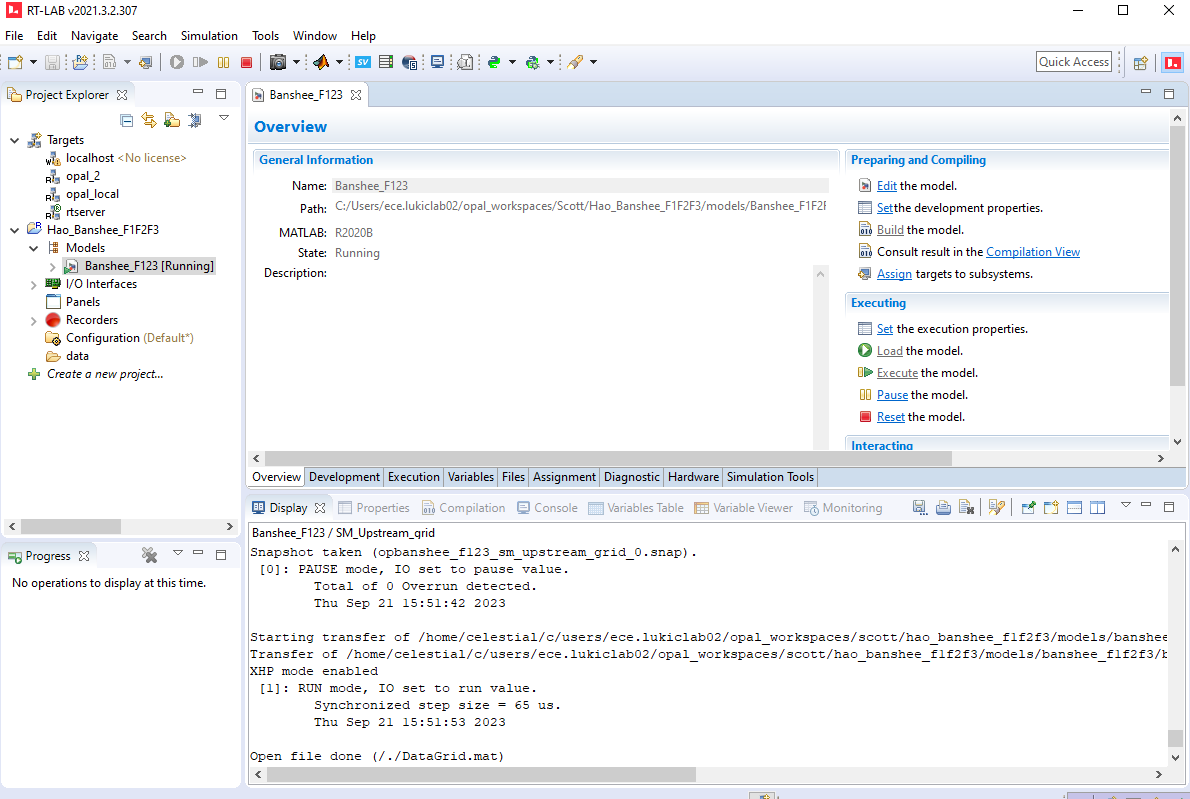 RT-LAB v2021.3.2.307
File Edit Navigate Search Simulation Tools Window Help
Quick Access
Project Explorer
Targets
localhost <No license>
opal_2
opal_local
rtserver
Hao_Banshee_F1F2F3
Models
Banshee_F123 [Running]
I/O Interfaces
Panels
Recorders
Configuration (Default*)
data
Create a new project...
Progress
No operations to display at this time.
Banshee_F123
Overview
General Information
Name: Banshee_F123
Path: C:/Users/ece.lukiclab02/opal_workspaces/Scott/Hao_Banshee_F1F2F3/models/Banshee_F1F2F
MATLAB: R2020B
State: Running
Description:
Preparing and Compiling
Edit the model.
Setthe development properties.
Build the model.
Consult result in the Compilation View
Assign targets to subsystems.
Executing
Set the execution properties.
Load the model.
Execute the model.
Pause the model.
Reset the model.
Interacting
Overview Development Execution Variables Files Assignment Diagnostic Hardware Simulation Tools
Display Properties Compilation Console Variables Table Variable Viewer Monitoring
Banshee_F123 / SM_Upstream_grid
Snapshot taken (opbanshee_f123_sm_upstream_grid_0.snap).
[0]: PAUSE mode, IO set to pause value.
Total of 0 Overrun detected.
Thu Sep 21 15:51:42 2023
Starting transfer of /home/celestial/c/users/ece.lukiclab02/opal_workspaces/scott/hao_banshee_f1f2f3/models/banshee
Transfer of /home/celestial/c/users/ece.lukiclab02/opal_workspaces/scott/hao_banshee_f1f2f3/models/banshee_f1f2f3/b
XHP mode enabled
[1]: RUN mode, IO set to run value.
Synchronized step size = 65 us.
Thu Sep 21 15:51:53 2023
Open file done (/./DataGrid.mat)